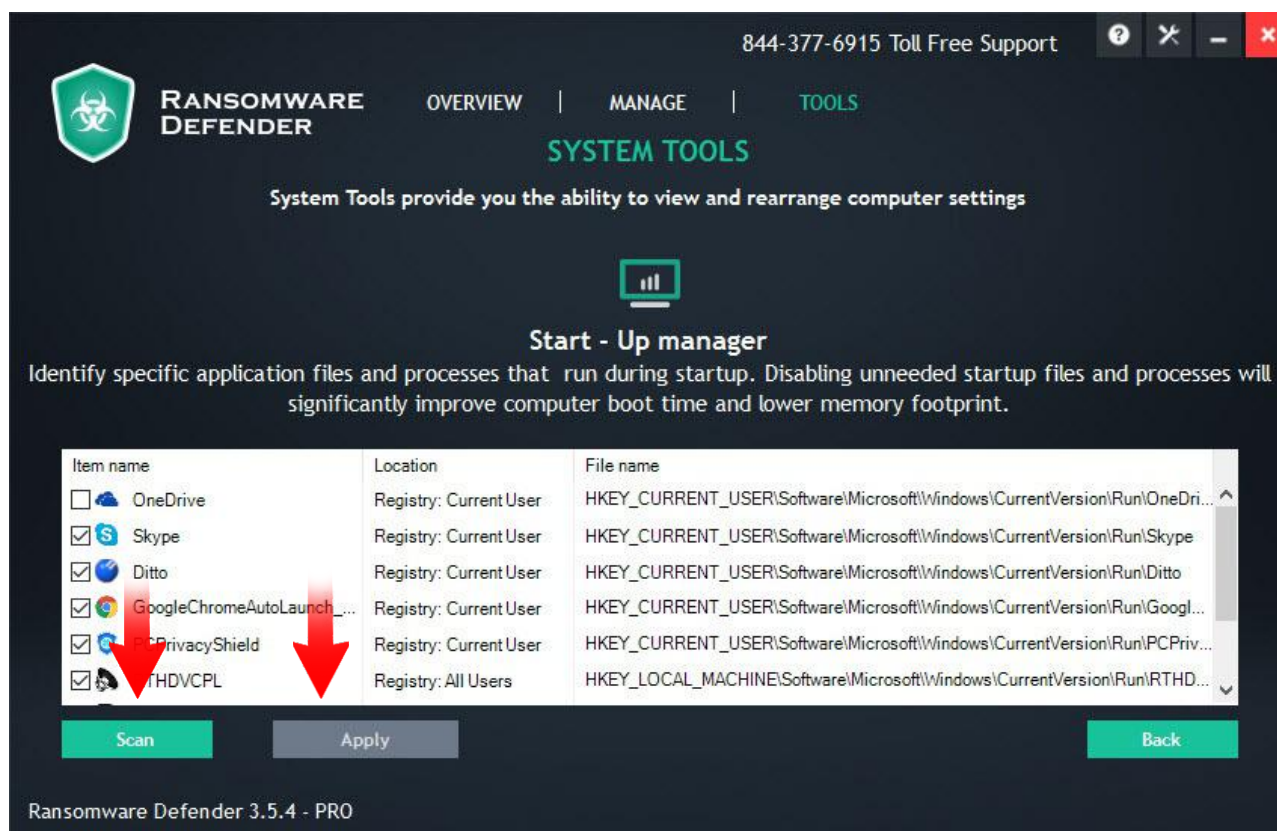 844-377-6915 Toll Free Support
RANSOMWARE
DEFENDER
OVERVIEW | MANAGE | TOOLS
SYSTEM TOOLS
System Tools provide you the ability to view and rearrange computer settings
Start - Up manager
Identify specific application files and processes that run during startup. Disabling unneeded startup files and processes will
significantly improve computer boot time and lower memory footprint.
Item name Location File name
OneDrive Registry: Current User HKEY_CURRENT_USER\Software\Microsoft\Windows\CurrentVersion\Run\OneDri...
Skype Registry: Current User HKEY_CURRENT_USER\Software\Microsoft\Windows\CurrentVersion\Run\Skype
Ditto Registry: Current User HKEY_CURRENT_USER\Software\Microsoft\Windows\CurrentVersion\Run\Ditto
GoogleChromeAutoLaunch_... Registry: Current User HKEY_CURRENT_USER\Software\Microsoft\Windows\CurrentVersion\Run\Googl...
PCPrivacyShield Registry: Current User HKEY_CURRENT_USER\Software\Microsoft\Windows\CurrentVersion\Run\PCPriv...
RTHDVCPL Registry: All Users HKEY_LOCAL_MACHINE\Software\Microsoft\Windows\CurrentVersion\Run\RTHD...
Scan Apply Back
Ransomware Defender 3.5.4 - PRO